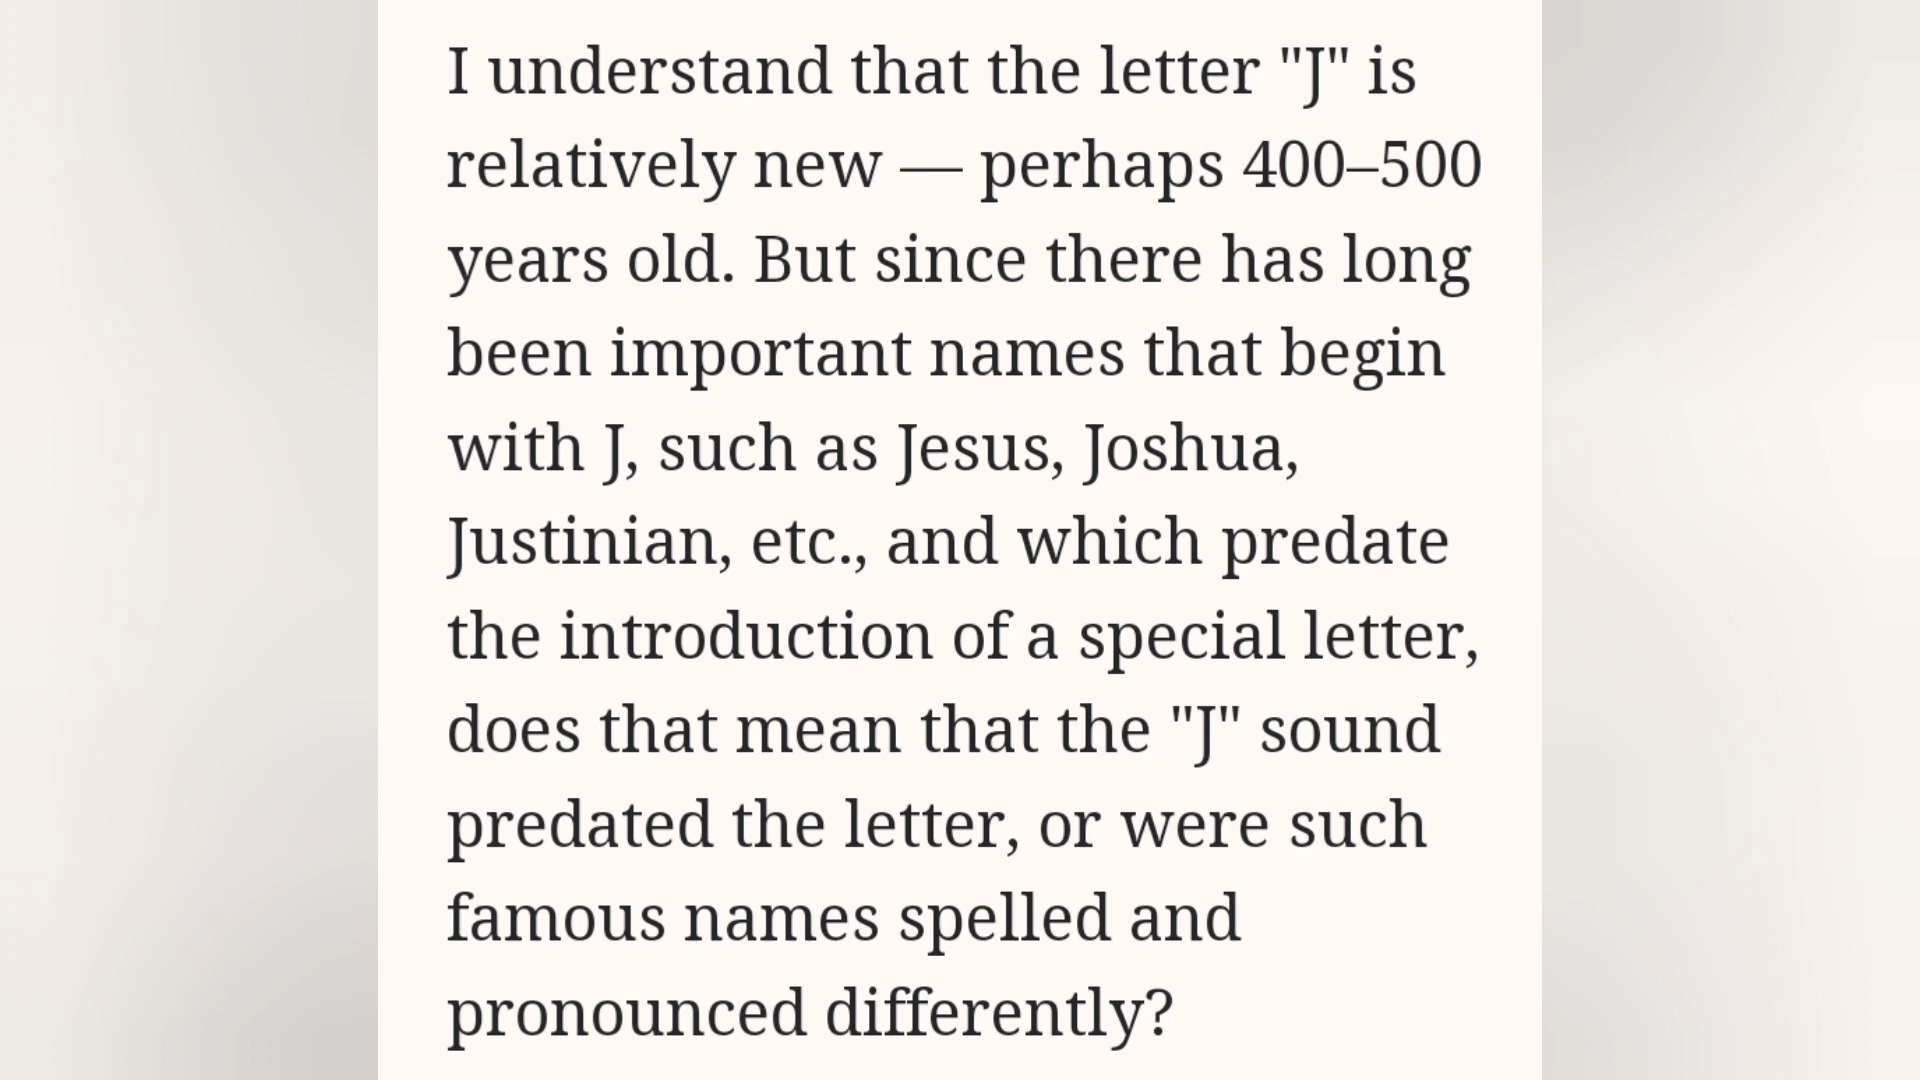 I understand that the letter "J" is
relatively new — perhaps 400–500
years old. But since there has long
been important names that begin
with J, such as Jesus, Joshua,
Justinian, etc., and which predate
the introduction of a special letter,
does that mean that the "J" sound
predated the letter, or were such
famous names spelled and
pronounced differently?